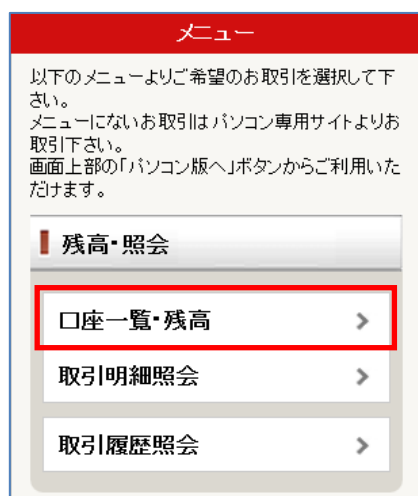 メニュー
以下のメニューよりご希望のお取引を選択して下
さい。
メニューにないお取引はパソコン専用サイトよりお
取引下さい。
画面上部の「パソコン版へ」ボタンからご利用いた
だけます。
残高・照会
口座一覧・残高
取引明細照会
取引履歴照会